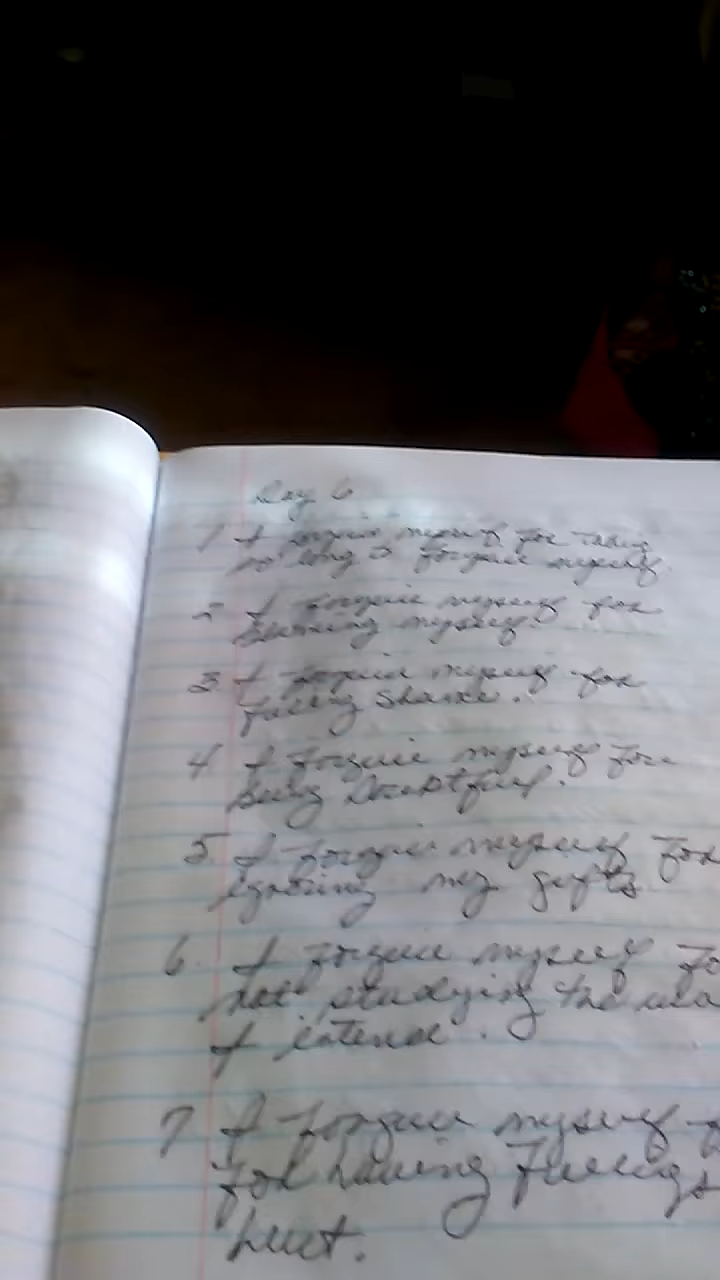 Day 6
1 I forgive myself for taking
so long to forgive myself
2 I forgive myself for
blaming myself.
3. I forgive myself for
feeling shame.
4 I forgive myself for
being doubtful.
5. I forgive myself for
ignoring my gifts
6. I forgive myself
not studying the
I
7 I forgive myself
for having feelings
hurt.